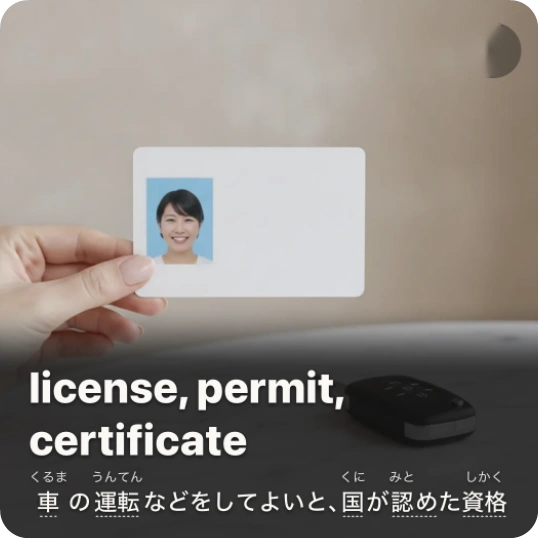 license, permit,
certificate
くるま うんてん くに みと しかく
車の運転などをしてよいと、国が認めた資格